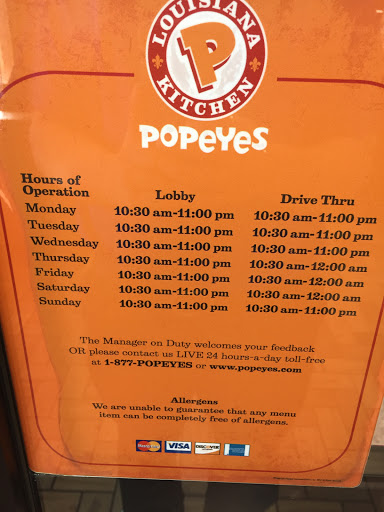 LOUISIANA
P
KITCHEN
POPEYES
Hours of
Operation Lobby Drive Thru
Monday 10:30 am-11:00 pm 10:30 am-11:00 pm
Tuesday 10:30 am-11:00 pm 10:30 am-11:00 pm
Wednesday 10:30 am-11:00 pm 10:30 am-11:00 pm
Thursday 10:30 am-11:00 pm 10:30 am-12:00 am
Friday 10:30 am-11:00 pm 10:30 am-12:00 am
Saturday 10:30 am-11:00 pm 10:30 am-12:00 am
Sunday 10:30 am-11:00 pm 10:30 am-11:00 pm
The Manager on Duty welcomes your feedback
OR please contact us LIVE 24 hours-a-day toll-free
at 1-877-POPEYES or www.popeyes.com
Allergens
We are unable to guarantee that any menu
item can be completely free of allergens.
MasterCard VISA DISCOVER